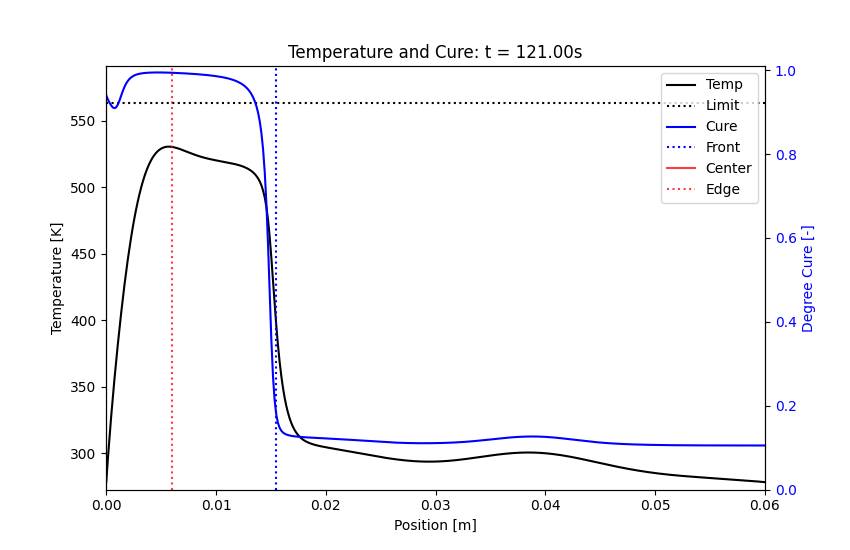 Temperature and Cure: t = 121.00s
Temp
Limit
Cure
Front
Center
Edge
Temperature [K]
550
500
450
400
350
300
Degree Cure [-]
1.0
0.8
0.6
0.4
0.2
0.0
0.00 0.01 0.02 0.03 0.04 0.05 0.06
Position [m]